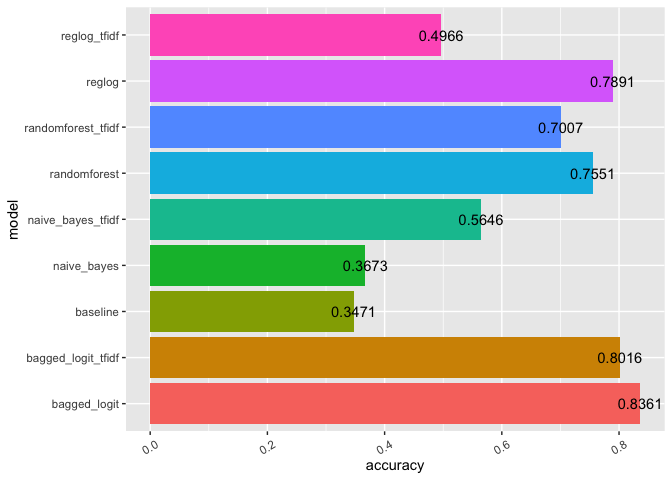 model
reglog_tfidf 0.4966
reglog 0.7891
randomforest_tfidf 0.7007
randomforest 0.7551
naive_bayes_tfidf 0.5646
naive_bayes 0.3673
baseline 0.3471
bagged_logit_tfidf 0.8016
bagged_logit 0.8361
0.0 0.2 0.4 0.6 0.8
accuracy